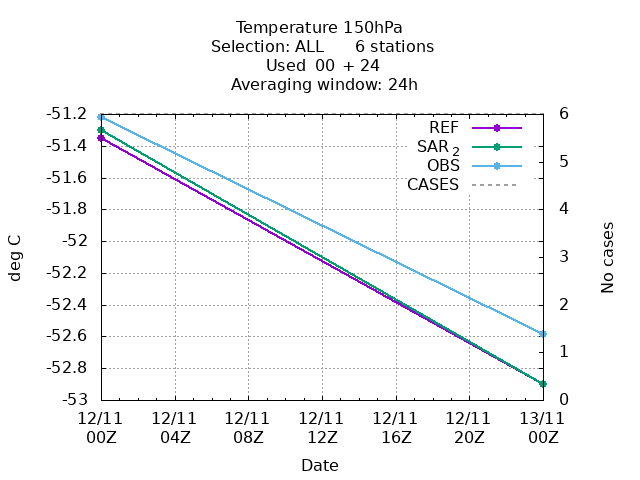 Temperature 150hPa
Selection: ALL 6 stations
Used 00 + 24
Averaging window: 24h
-51.2
-51.4
-51.6
-51.8
-52
-52.2
-52.4
-52.6
-52.8
-53
deg C
REF
SAR 2
OBS
CASES
6
5
4
3
2
1
0
No cases
12/11 12/11 12/11 12/11 12/11 12/11 13/11
00Z 04Z 08Z 12Z 16Z 20Z 00Z
Date